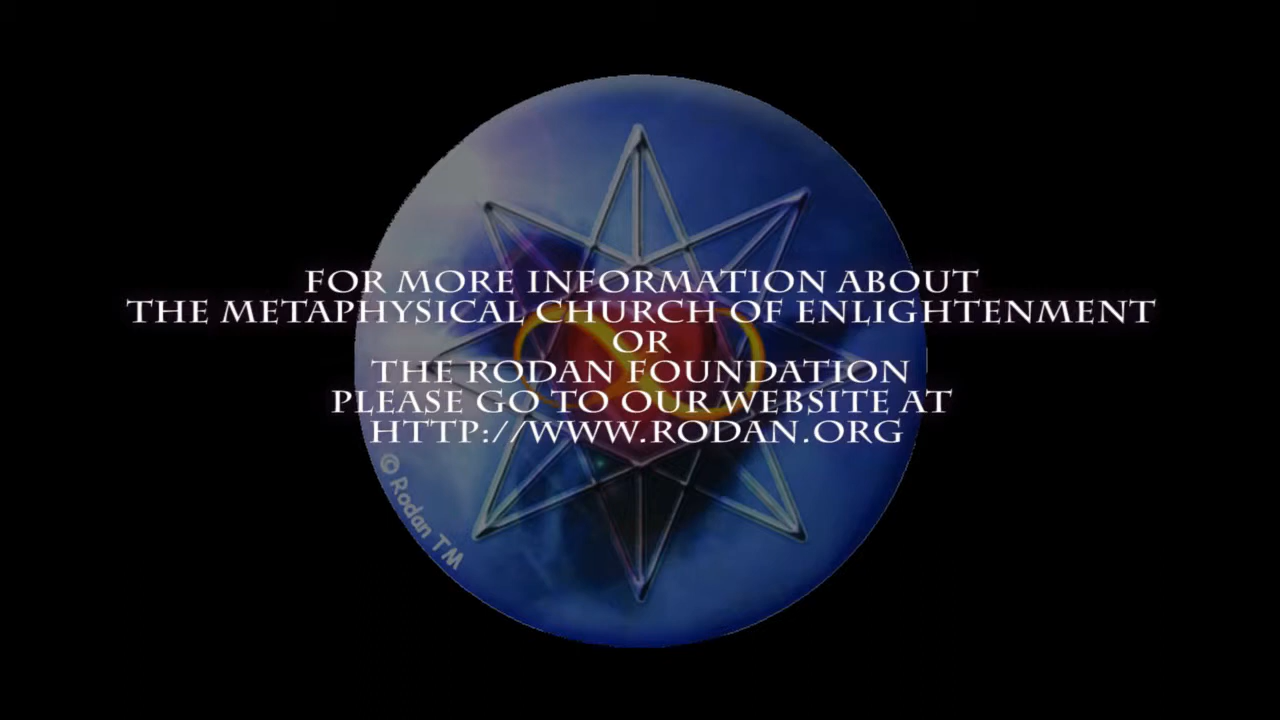 FOR MORE INFORMATION ABOUT
THE METAPHYSICAL CHURCH OF ENLIGHTENMENT
OR
THE RODAN FOUNDATION
PLEASE GO TO OUR WEBSITE AT
HTTP://WWW.RODAN.ORG
© Rodan TM